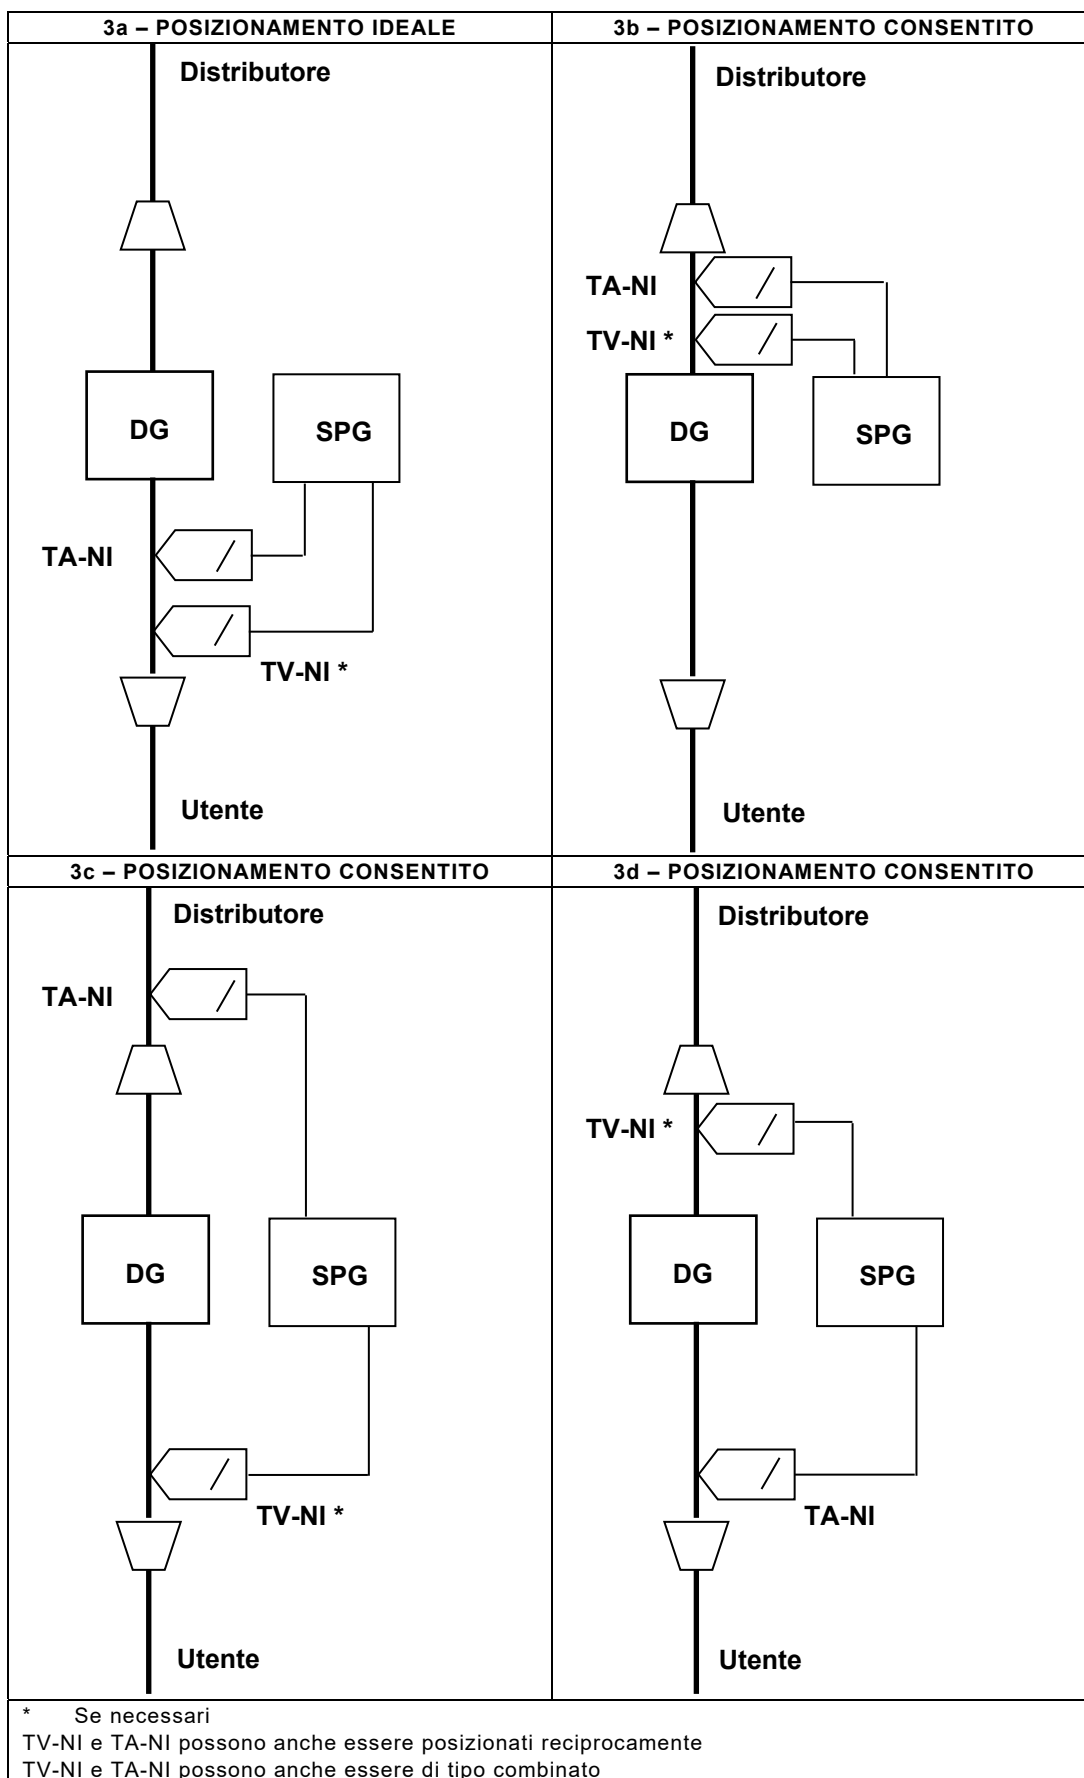 3a – POSIZIONAMENTO IDEALE
Distributore
DG
SPG
TA-NI
TV-NI *
Utente
3b – POSIZIONAMENTO CONSENTITO
Distributore
TA-NI
TV-NI *
DG
SPG
Utente
3c – POSIZIONAMENTO CONSENTITO
Distributore
TA-NI
DG
SPG
TV-NI *
Utente
3d – POSIZIONAMENTO CONSENTITO
Distributore
TV-NI *
DG
SPG
TA-NI
Utente
* Se necessari
TV-NI e TA-NI possono anche essere posizionati reciprocamente
TV-NI e TA-NI possono anche essere di tipo combinato